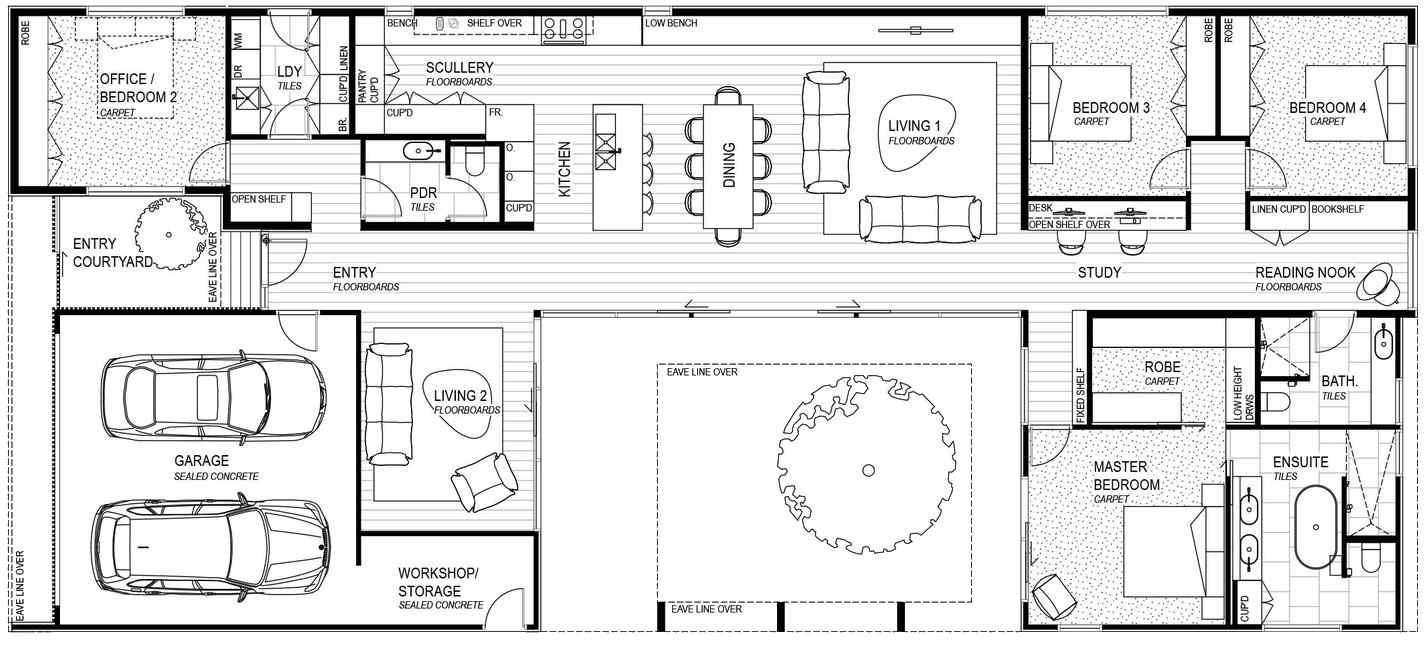 ROBE
OFFICE /
BEDROOM 2
CARPET
WM
DR
LDY
TILES
LINEN
CUP'D
BR.
PANTRY
CUP'D
BENCH
SHELF OVER
LOW BENCH
SCULLERY
FLOORBOARDS
CUP'D
FR.
O.
O.
CUP'D
KITCHEN
DINING
LIVING 1
FLOORBOARDS
BEDROOM 3
CARPET
ROBE
ROBE
BEDROOM 4
CARPET
OPEN SHELF
PDR
TILES
DESK
OPEN SHELF OVER
LINEN CUP'D
BOOKSHELF
ENTRY
COURTYARD
EAVE LINE OVER
ENTRY
FLOORBOARDS
STUDY
READING NOOK
FLOORBOARDS
GARAGE
SEALED CONCRETE
LIVING 2
FLOORBOARDS
EAVE LINE OVER
FIXED SHELF
ROBE
CARPET
LOW HEIGHT
DRWS
BATH.
TILES
MASTER
BEDROOM
CARPET
ENSUITE
TILES
CUP'D
WORKSHOP/
STORAGE
SEALED CONCRETE
EAVE LINE OVER
EAVE LINE OVER